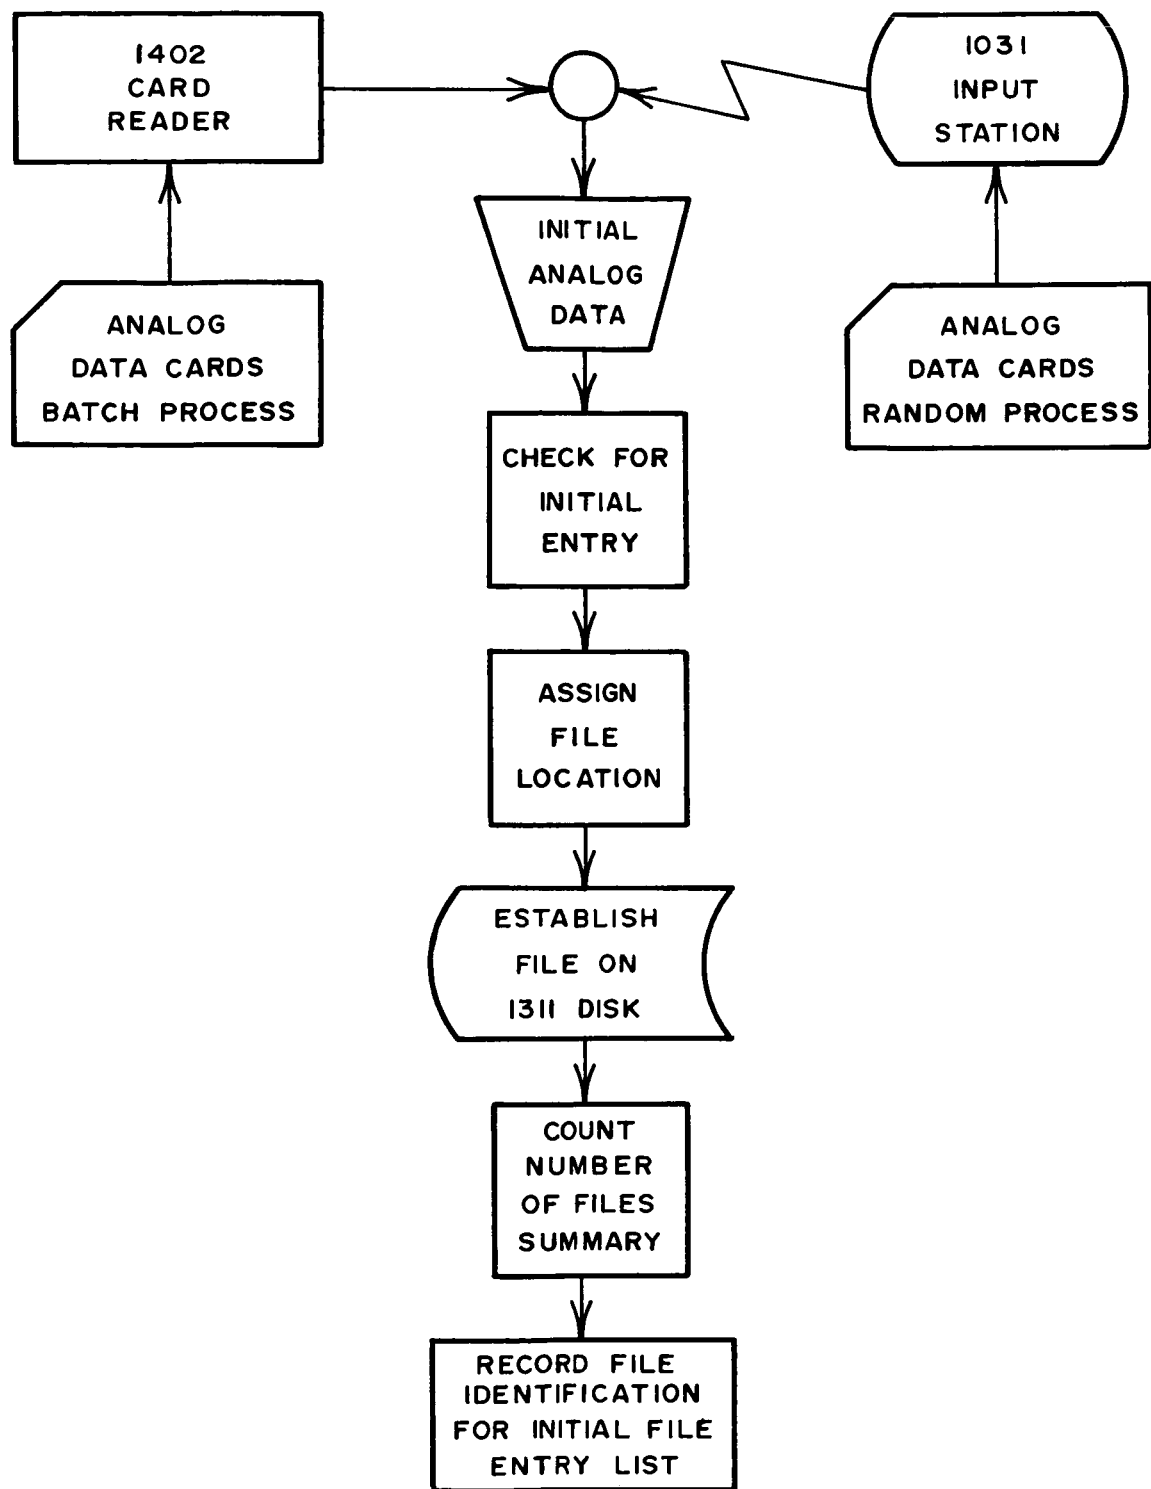 1402
CARD
READER
1031
INPUT
STATION
INITIAL
ANALOG
DATA
ANALOG
DATA CARDS
BATCH PROCESS
ANALOG
DATA CARDS
RANDOM PROCESS
CHECK FOR
INITIAL
ENTRY
ASSIGN
FILE
LOCATION
ESTABLISH
FILE ON
1311 DISK
COUNT
NUMBER
OF FILES
SUMMARY
RECORD FILE
IDENTIFICATION
FOR INITIAL FILE
ENTRY LIST